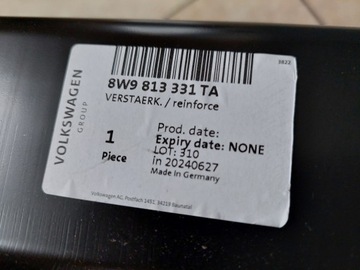 3822
VOLKSWAGEN
GROUP
8W9 813 331 TA
VERSTAERK. / reinforce
1
Piece
Prod. date:
Expiry date: NONE
LOT: 310
in 20240627
Made in Germany
Volkswagen AG, Postfach 1451, 34219 Baunatal